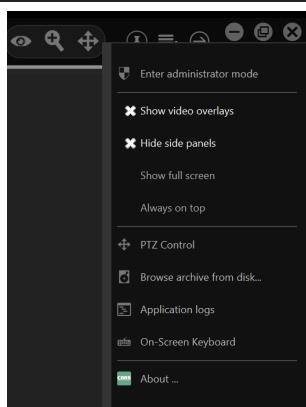 Enter administrator mode
Show video overlays
Hide side panels
Show full screen
Always on top
PTZ Control
Browse archive from disk...
Application logs
On-Screen Keyboard
About ...